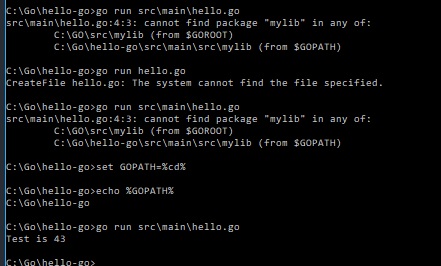 C:\Go\hello-go>go run src\main\hello.go
src\main\hello.go:4:3: cannot find package "mylib" in any of:
        C:\GO\src\mylib (from $GOROOT)
        C:\Go\hello-go\src\main\src\mylib (from $GOPATH)
C:\Go\hello-go>go run hello.go
CreateFile hello.go: The system cannot find the file specified.
C:\Go\hello-go>go run src\main\hello.go
src\main\hello.go:4:3: cannot find package "mylib" in any of:
        C:\GO\src\mylib (from $GOROOT)
        C:\Go\hello-go\src\main\src\mylib (from $GOPATH)
C:\Go\hello-go>set GOPATH=%cd%
C:\Go\hello-go>echo %GOPATH%
C:\Go\hello-go
C:\Go\hello-go>go run src\main\hello.go
Test is 43
C:\Go\hello-go>